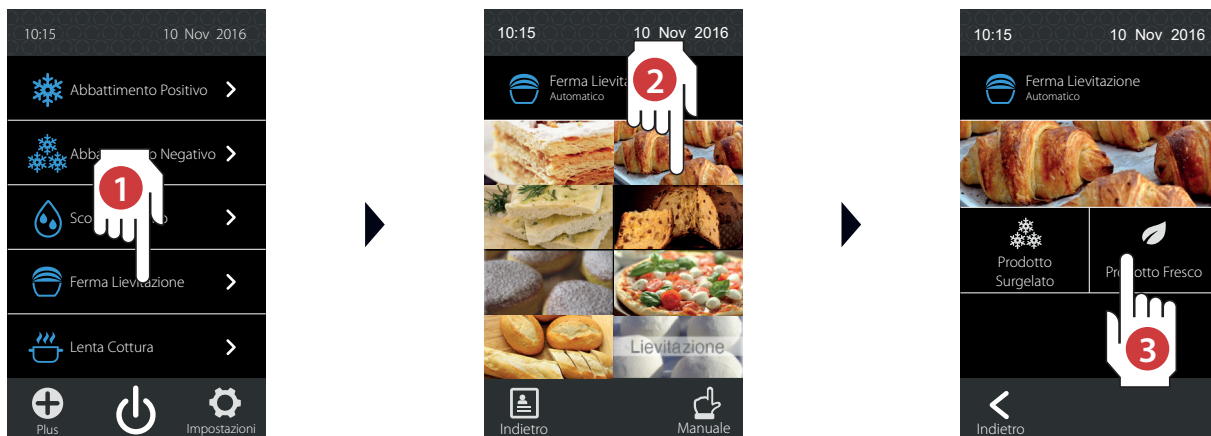 10:15 10 Nov 2016
Abbattimento Positivo
Negativo
Ferma Lievitazione
Lenta Cottura
Plus
Impostazioni
1
10:15 10 Nov 2016
Ferma
Automatico
2
Lievitazione
Indietro
Manuale
10:15 10 Nov 2016
Ferma Lievitazione
Automatico
Prodotto
Surgelato
Fresco
3
Indietro